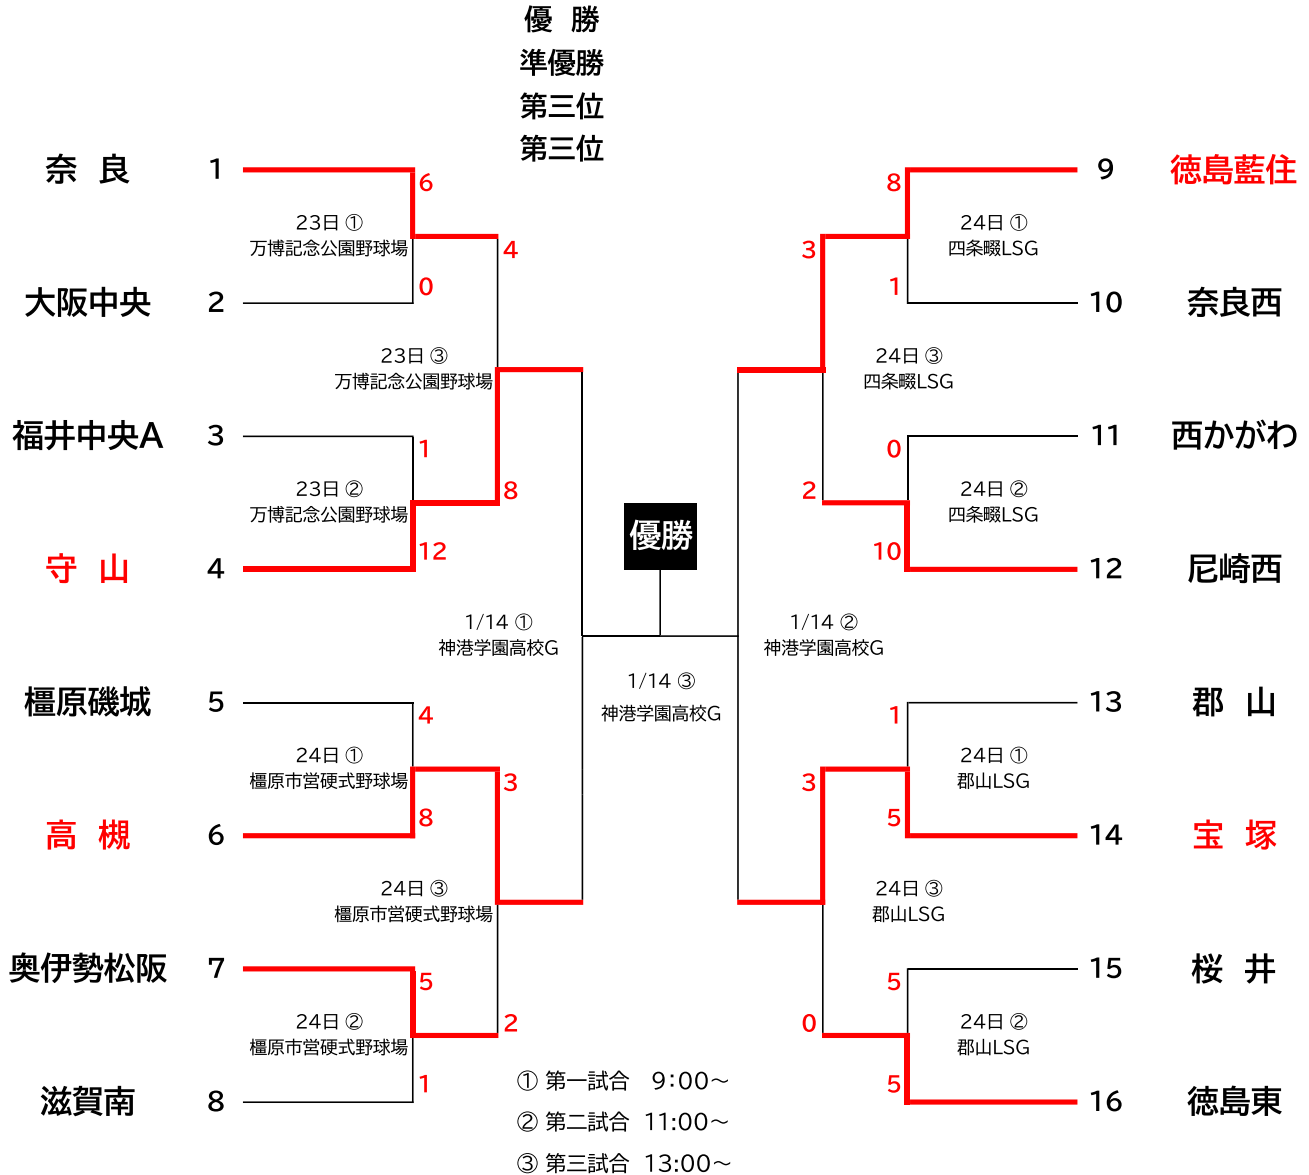 優 勝
準優勝
第三位
第三位
奈 良 1
6
23日 ①
万博記念公園野球場
4
0
大阪中央 2
23日 ③
万博記念公園野球場
福井中央A 3
1
23日 ②
万博記念公園野球場
8
12
守 山 4
1/14 ①
神港学園高校G
橿原磯城 5
4
24日 ①
橿原市営硬式野球場
3
8
高 槻 6
24日 ③
橿原市営硬式野球場
奥伊勢松阪 7
5
24日 ②
橿原市営硬式野球場
2
1
滋賀南 8
優勝
1/14 ③
神港学園高校G
8
9 徳島藍住
3
24日 ①
四条畷LSG
1
10 奈良西
24日 ③
四条畷LSG
11 西かがわ
0
24日 ②
四条畷LSG
2
10
12 尼崎西
1/14 ②
神港学園高校G
13 郡 山
1
24日 ①
郡山LSG
3
5
14 宝 塚
24日 ③
郡山LSG
15 桜 井
5
24日 ②
郡山LSG
0
5
16 徳島東
① 第一試合 9:00～
② 第二試合 11:00～
③ 第三試合 13:00～